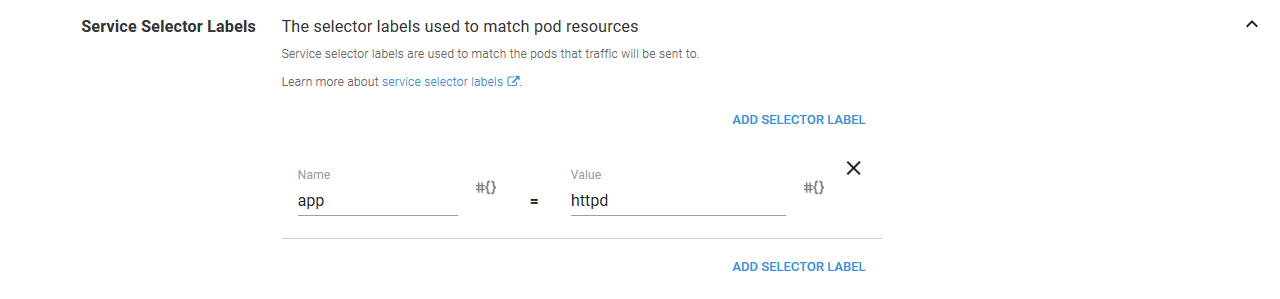 Service Selector Labels The selector labels used to match pod resources
Service selector labels are used to match the pods that traffic will be sent to.
Learn more about service selector labels.
ADD SELECTOR LABEL
Name Value
#{} #{}
app = httpd
ADD SELECTOR LABEL